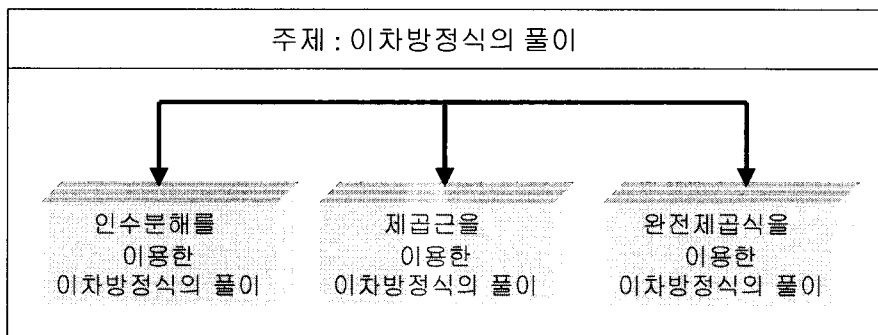 주제 : 이차방정식의 풀이
인수분해를
이용한
이차방정식의 풀이
제곱근을
이용한
이차방정식의 풀이
완전제곱식을
이용한
이차방정식의 풀이